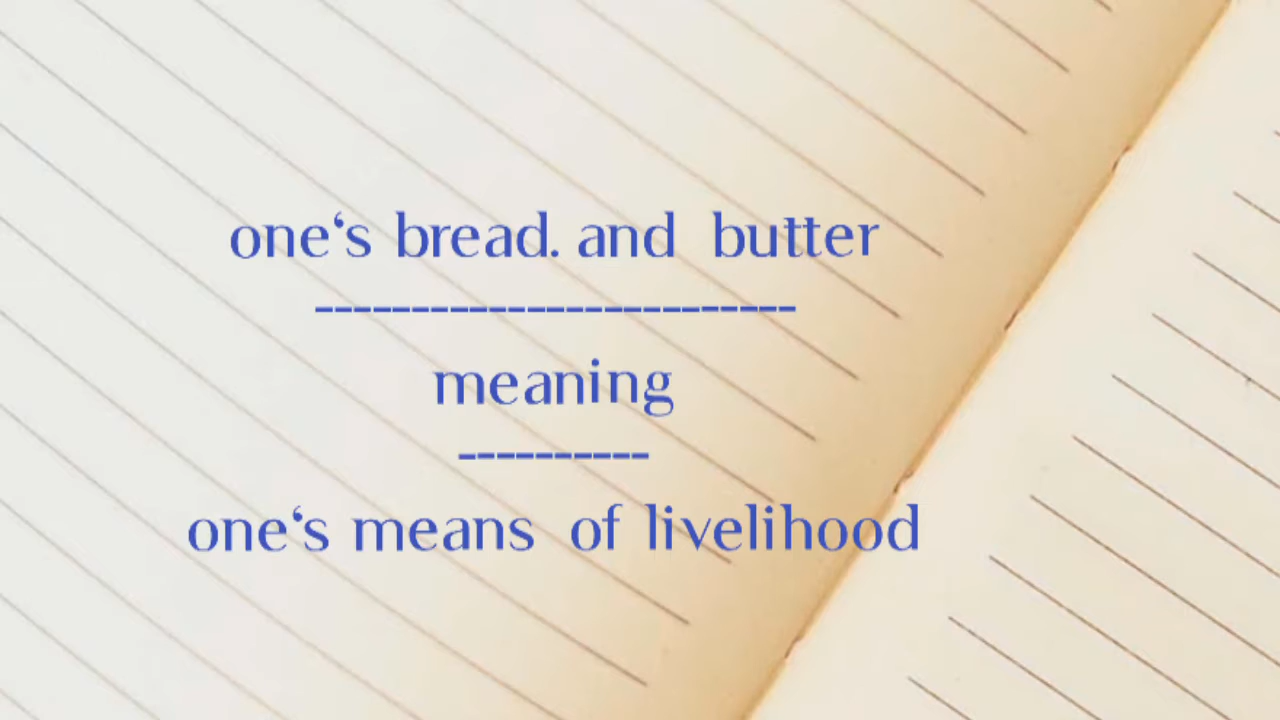 one‘s bread. and butter
-------------------------
meaning
----------
one‘s means of livelihood